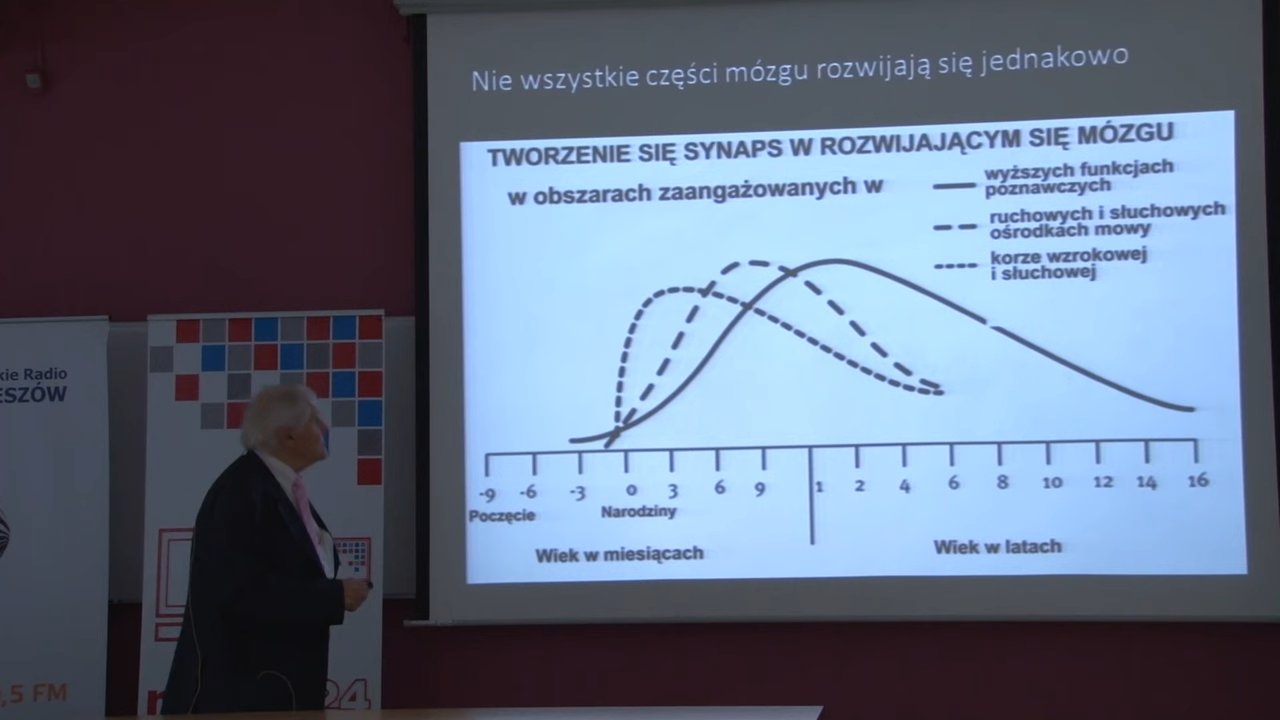 Nie wszystkie części mózgu rozwijają się jednakowo
TWORZENIE SIĘ SYNAPS W ROZWIJAJĄCYM SIĘ MÓZGU
w obszarach zaangażowanych w
wyższych funkcjach
poznawczych
ruchowych i słuchowych
ośrodkach mowy
korze wzrokowej
i słuchowej
-9 -6 -3 0 3 6 9 1 2 4 6 8 10 12 14 16
Poczęcie Narodziny
Wiek w miesiącach Wiek w latach
kie Radio
ESZÓW
,5 FM
24